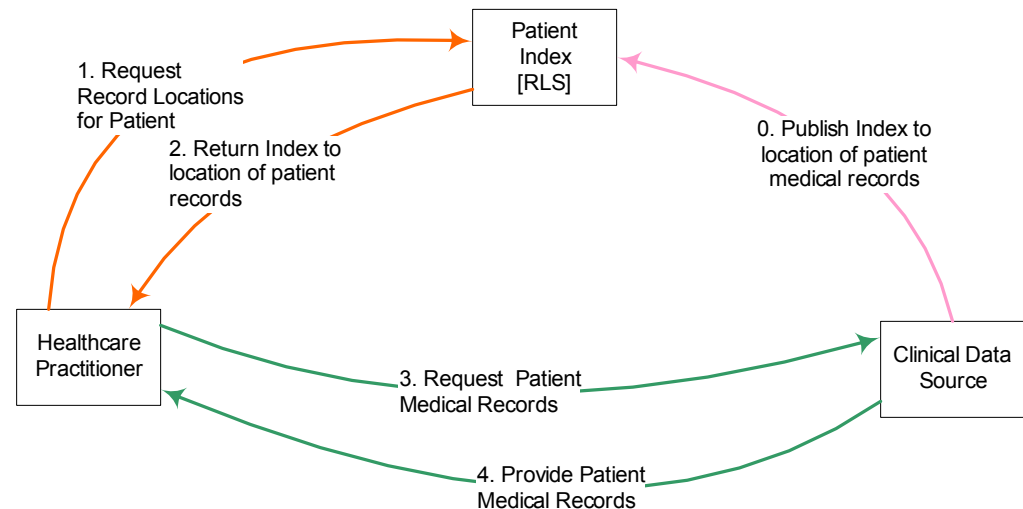 Patient
Index
[RLS]
1. Request
Record Locations
for Patient
2. Return Index to
location of patient
records
0. Publish Index to
location of patient
medical records
Healthcare
Practitioner
Clinical Data
Source
3. Request Patient
Medical Records
4. Provide Patient
Medical Records